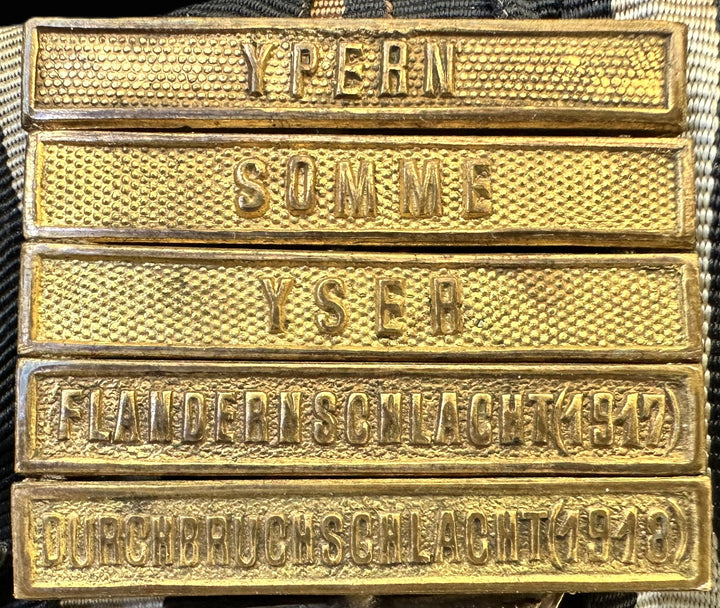 YPERN
SOMME
YSER
FLANDERNSCHLACHT(1917)
DURCHBRUCHSCHLACHT(1918)